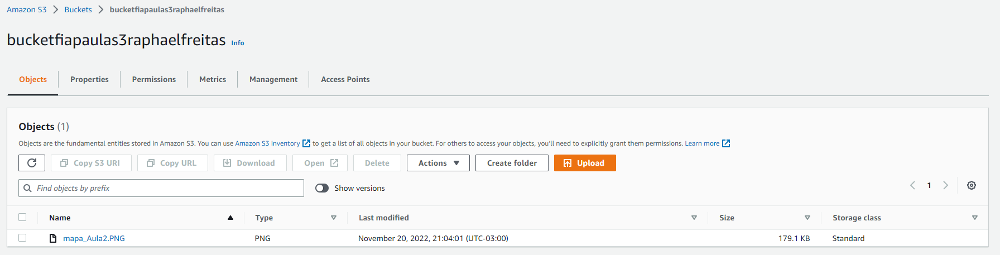 Amazon S3 > Buckets > bucketfiapaulas3raphaelfreitas
bucketfiapaulas3raphaelfreitas Info
Objects Properties Permissions Metrics Management Access Points
Objects (1)
Objects are the fundamental entities stored in Amazon S3. You can use Amazon S3 inventory to get a list of all objects in your bucket. For others to access your objects, you'll need to explicitly grant them permissions. Learn more
Copy S3 URI Copy URL Download Open Delete Actions Create folder Upload
Find objects by prefix Show versions 1
Name Type Last modified Size Storage class
mapa_Aula2.PNG PNG November 20, 2022, 21:04:01 (UTC-03:00) 179.1 KB Standard